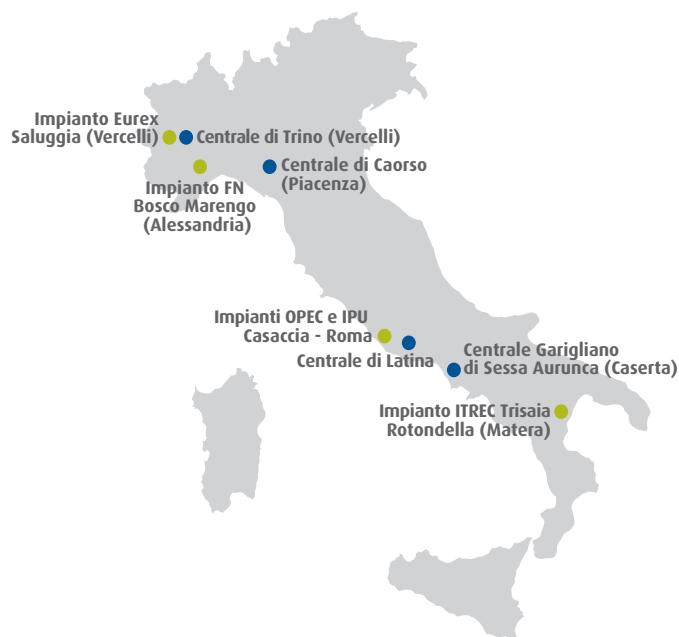 Impianto Eurex
Saluggia (Vercelli)
Centrale di Trino (Vercelli)
Centrale di Caorso
(Piacenza)
Impianto FN
Bosco Marengo
(Alessandria)
Impianti OPEC e IPU
Casaccia - Roma
Centrale di Latina
Centrale Garigliano
di Sessa Aurunca (Caserta)
Impianto ITREC Trisaia
Rotondella (Matera)